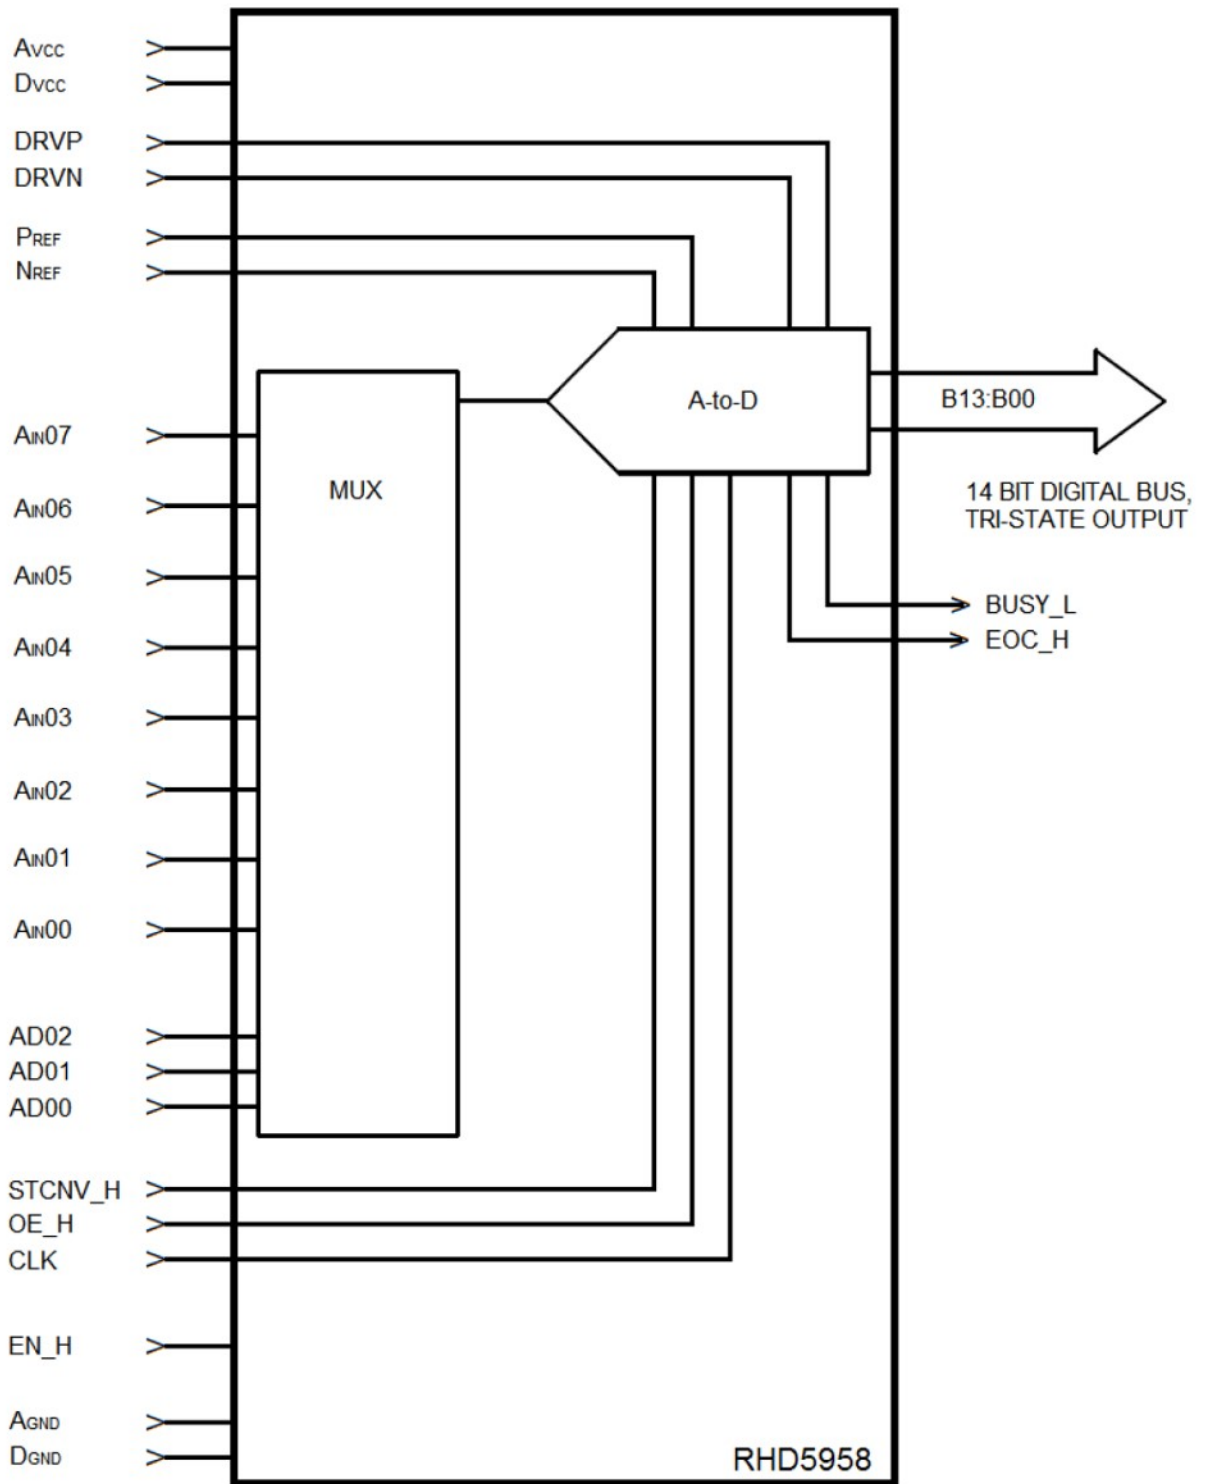 AVCC
DVCC
DRVP
DRVN
PREF
NREF
A-to-D
B13:B00
AIN07
MUX
14 BIT DIGITAL BUS,
TRI-STATE OUTPUT
AIN06
AIN05
BUSY_L
EOC_H
AIN04
AIN03
AIN02
AIN01
AIN00
AD02
AD01
AD00
STCNV_H
OE_H
CLK
EN_H
AGND
DGND
RHD5958